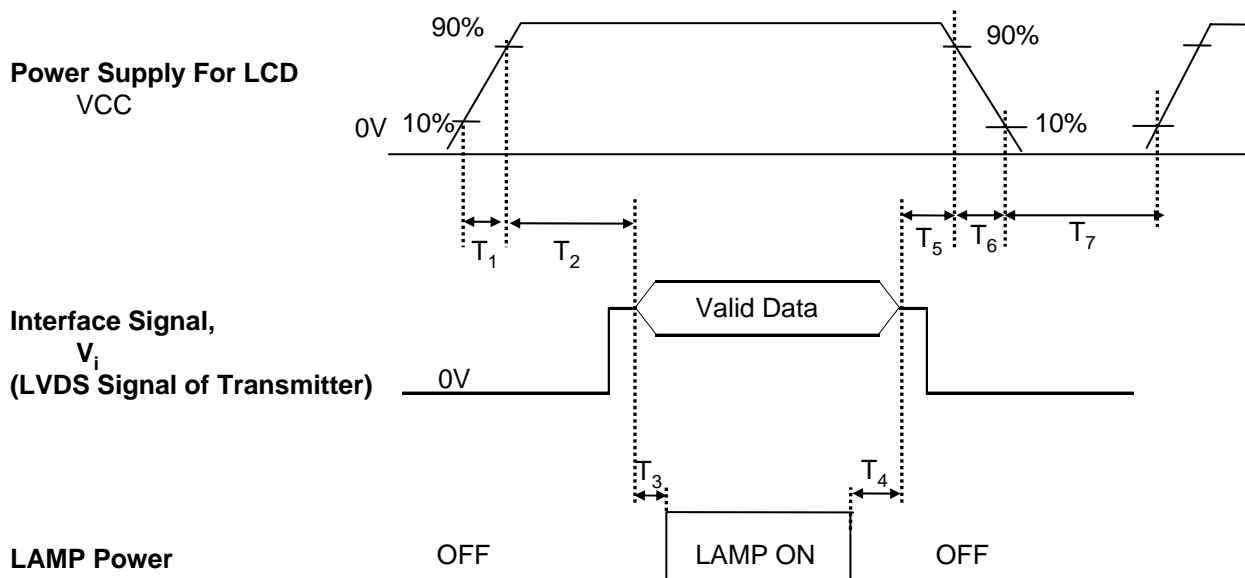 90%
90%
Power Supply For LCD
VCC
0V
10%
10%
T1
T2
T5
T6
T7
Valid Data
Interface Signal,
Vi
(LVDS Signal of Transmitter)
0V
T3
T4
LAMP Power
OFF
LAMP ON
OFF